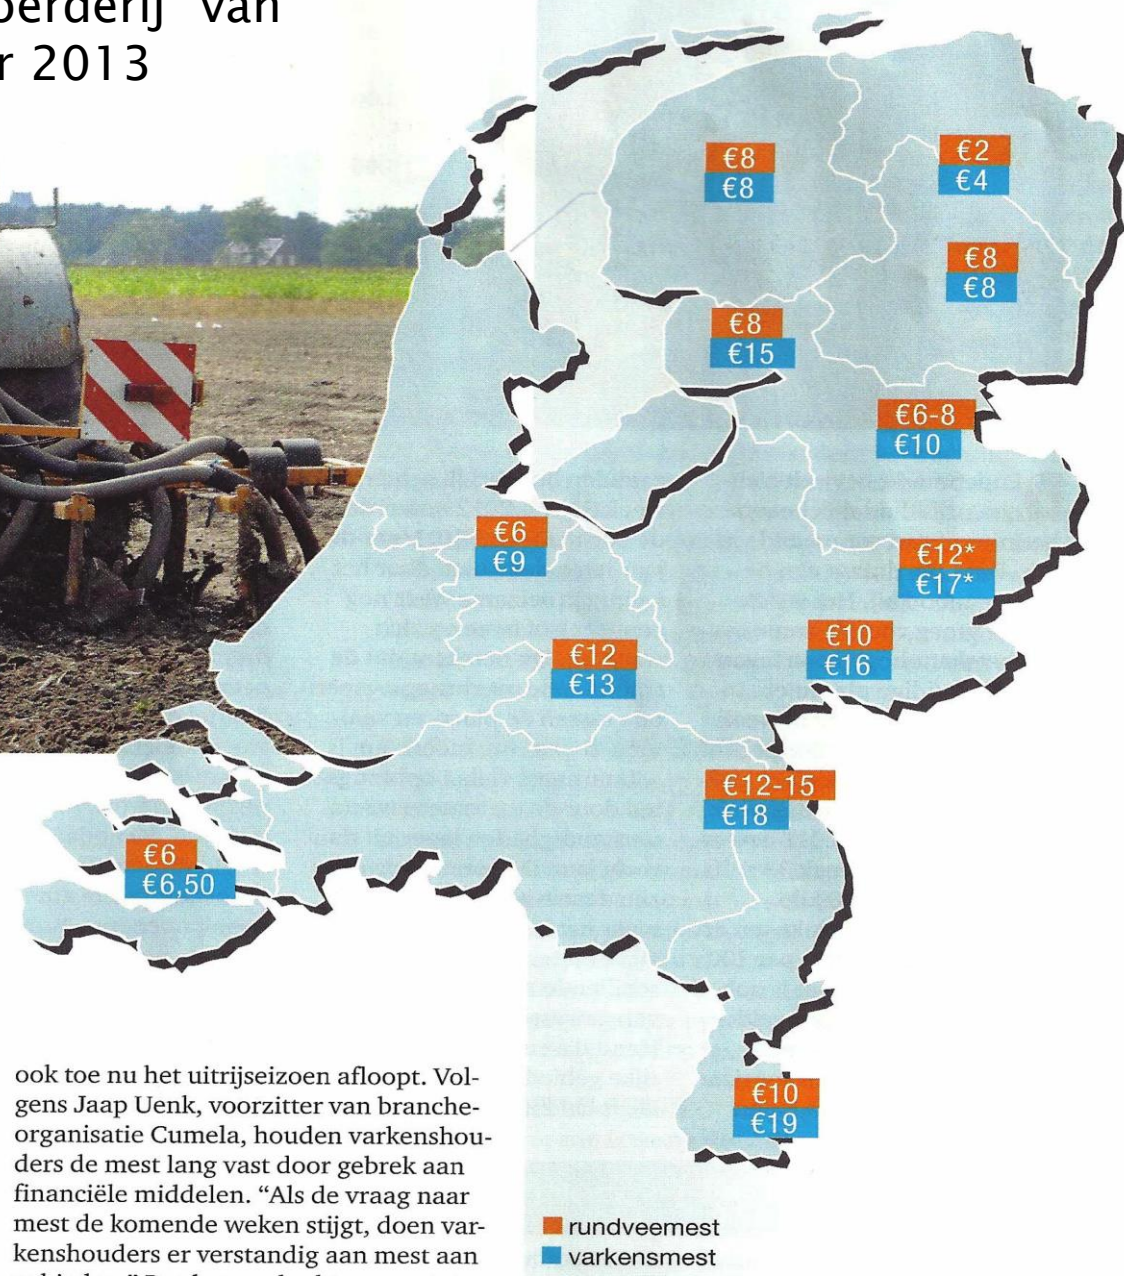 van
r 2013
€8
€8
€2
€4
€8
€8
€8
€15
€6-8
€10
€6
€9
€12*
€17*
€10
€16
€12
€13
€12-15
€18
€6
€6,50
€10
€19
ook toe nu het uitrijseizoen afloopt. Vol-
gens Jaap Uenk, voorzitter van branche-
organisatie Cumela, houden varkenshou-
ders de mest lang vast door gebrek aan
financiële middelen. “Als de vraag naar
mest de komende weken stijgt, doen var-
kenshouders er verstandig aan mest aan
rundveemest
varkensmest